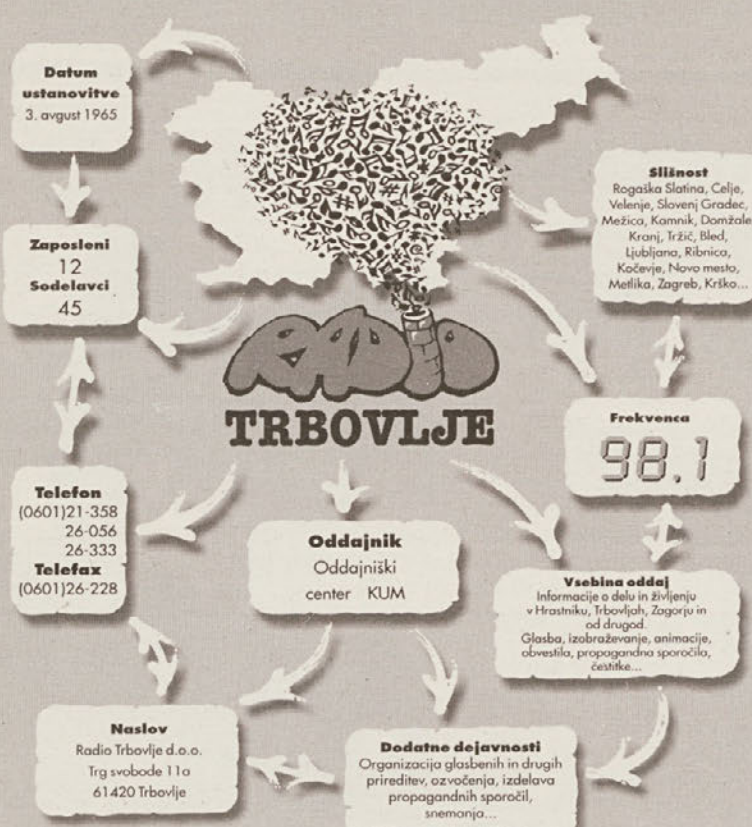 Datum
ustanovitve
3. avgust 1965
Slišnost
Rogaška Slatina, Celje,
Velenje, Slovenj Gradec,
Mežica, Kamnik, Domžale
Kranj, Tržič, Bled,
Ljubljana, Ribnica,
Kočevje, Novo mesto,
Metlika, Zagreb, Krško...
Zaposleni
12
Sodelavci
45
RADIO
TRBOVLJE
Frekvenca
98.1
Telefon
(0601)21-358
26-056
26-333
Telefax
(0601)26-228
Oddajnik
Oddajniški
center KUM
Vsebina oddaj
Informacije o delu in življenju
v Hrastniku, Trbovljah, Zagorju in
od drugod.
Glasba, izobraževanje, animacije,
obvestila, propagandna sporočila,
čestitke...
Naslov
Radio Trbovlje d.o.o.
Trg svobode 11a
61420 Trbovlje
Dodatne dejavnosti
Organizacija glasbenih in drugih
prireditev, ozvočenja, izdelava
propagandnih sporočil,
snemanja...